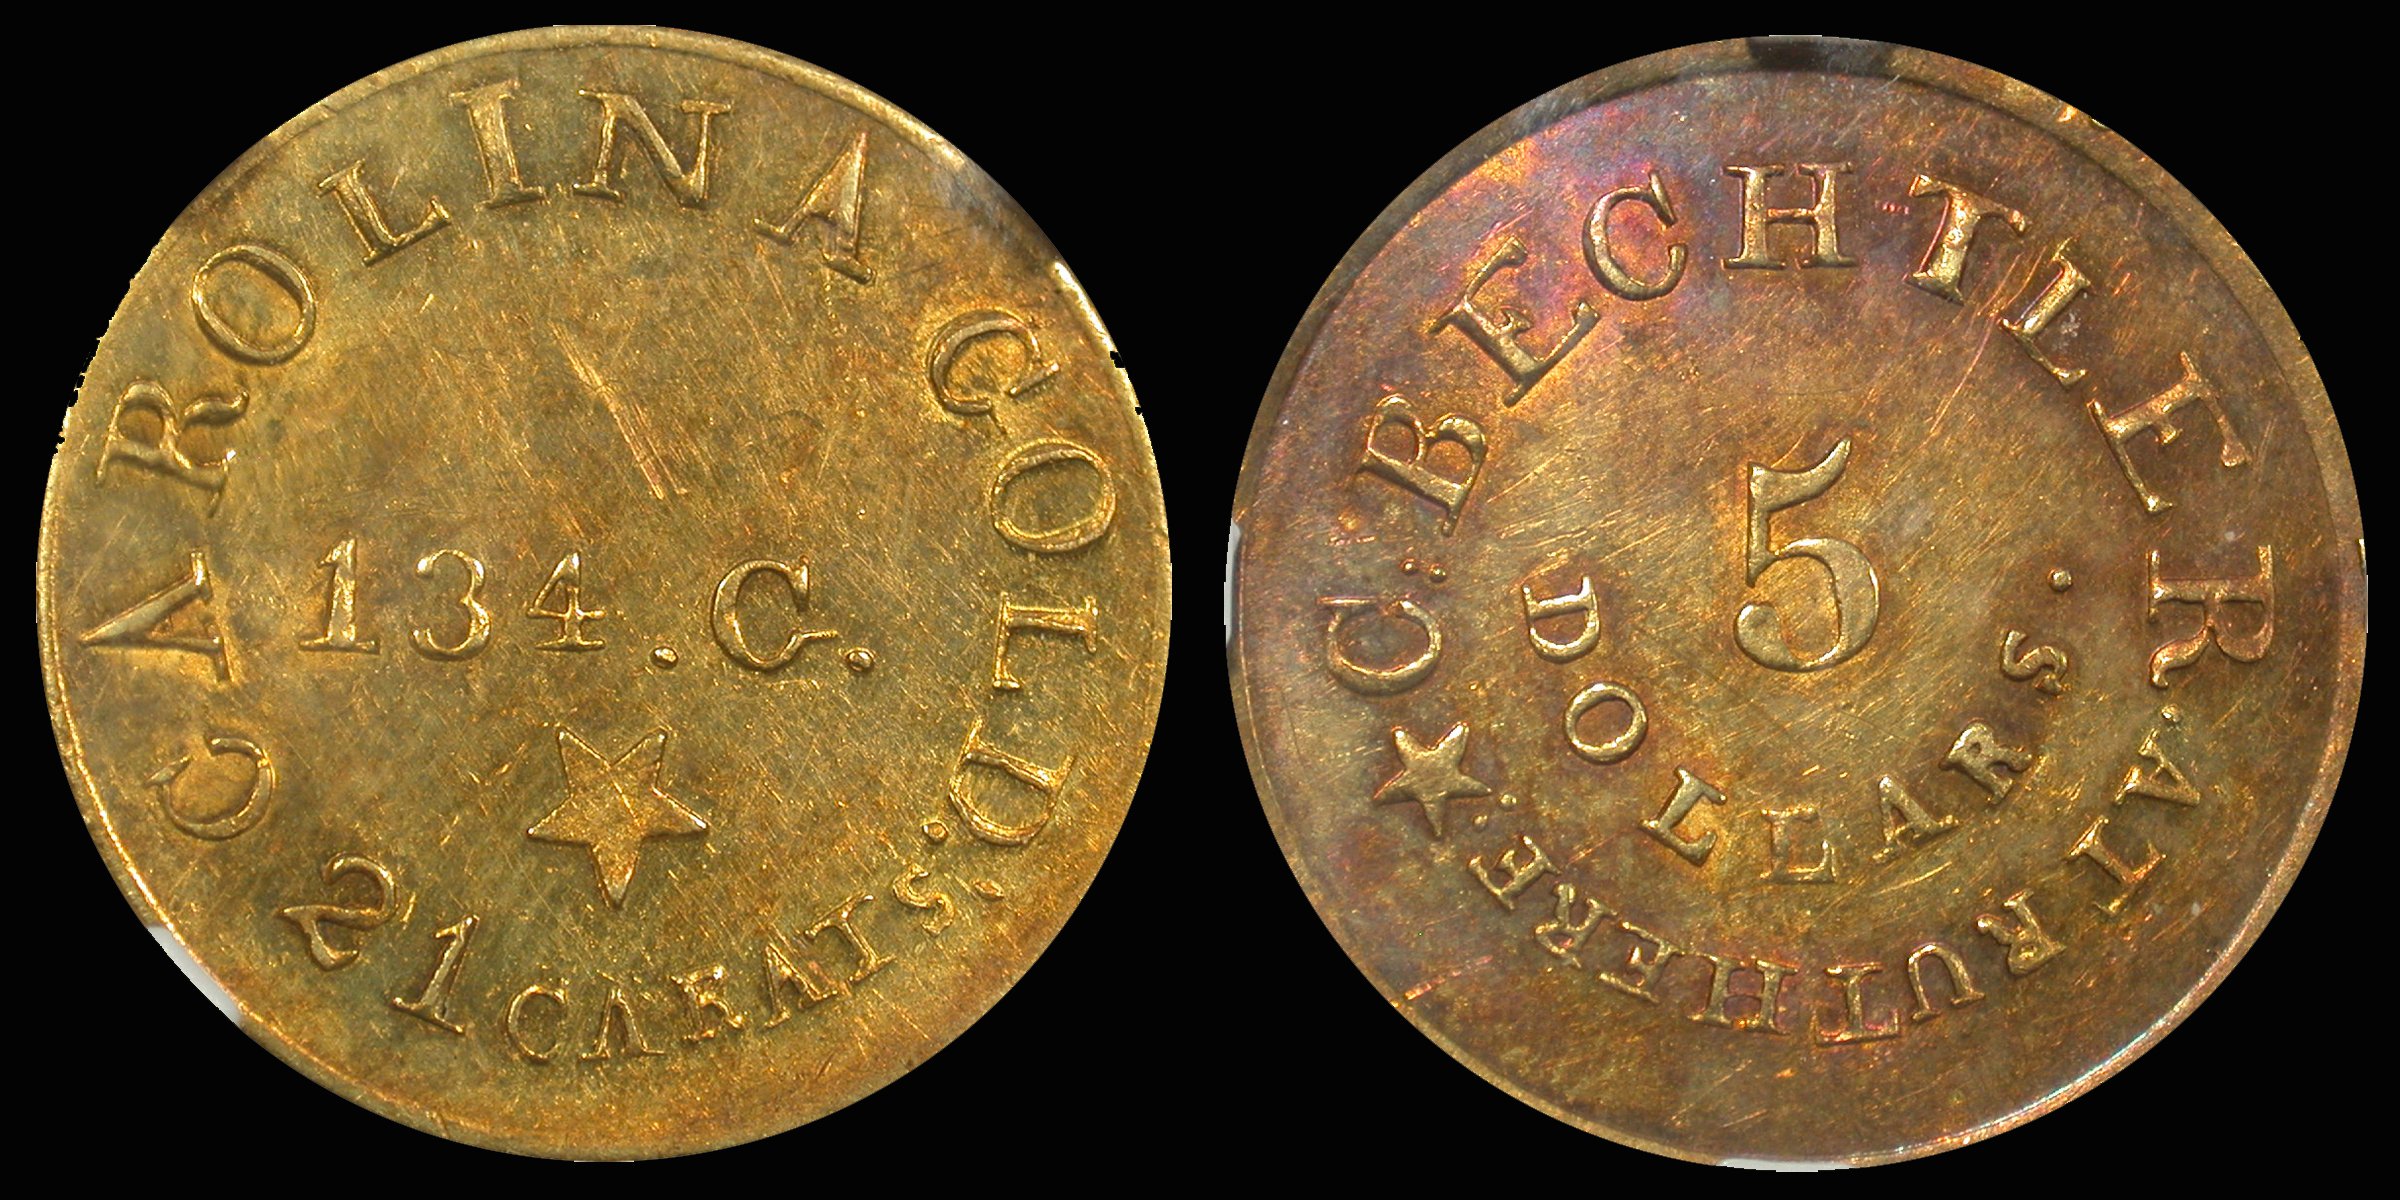 CAROLINA GOLD.
134.G.
21 CARATS.
C:BECHTLER.AT RUTHERF:
5
DOLLARS.